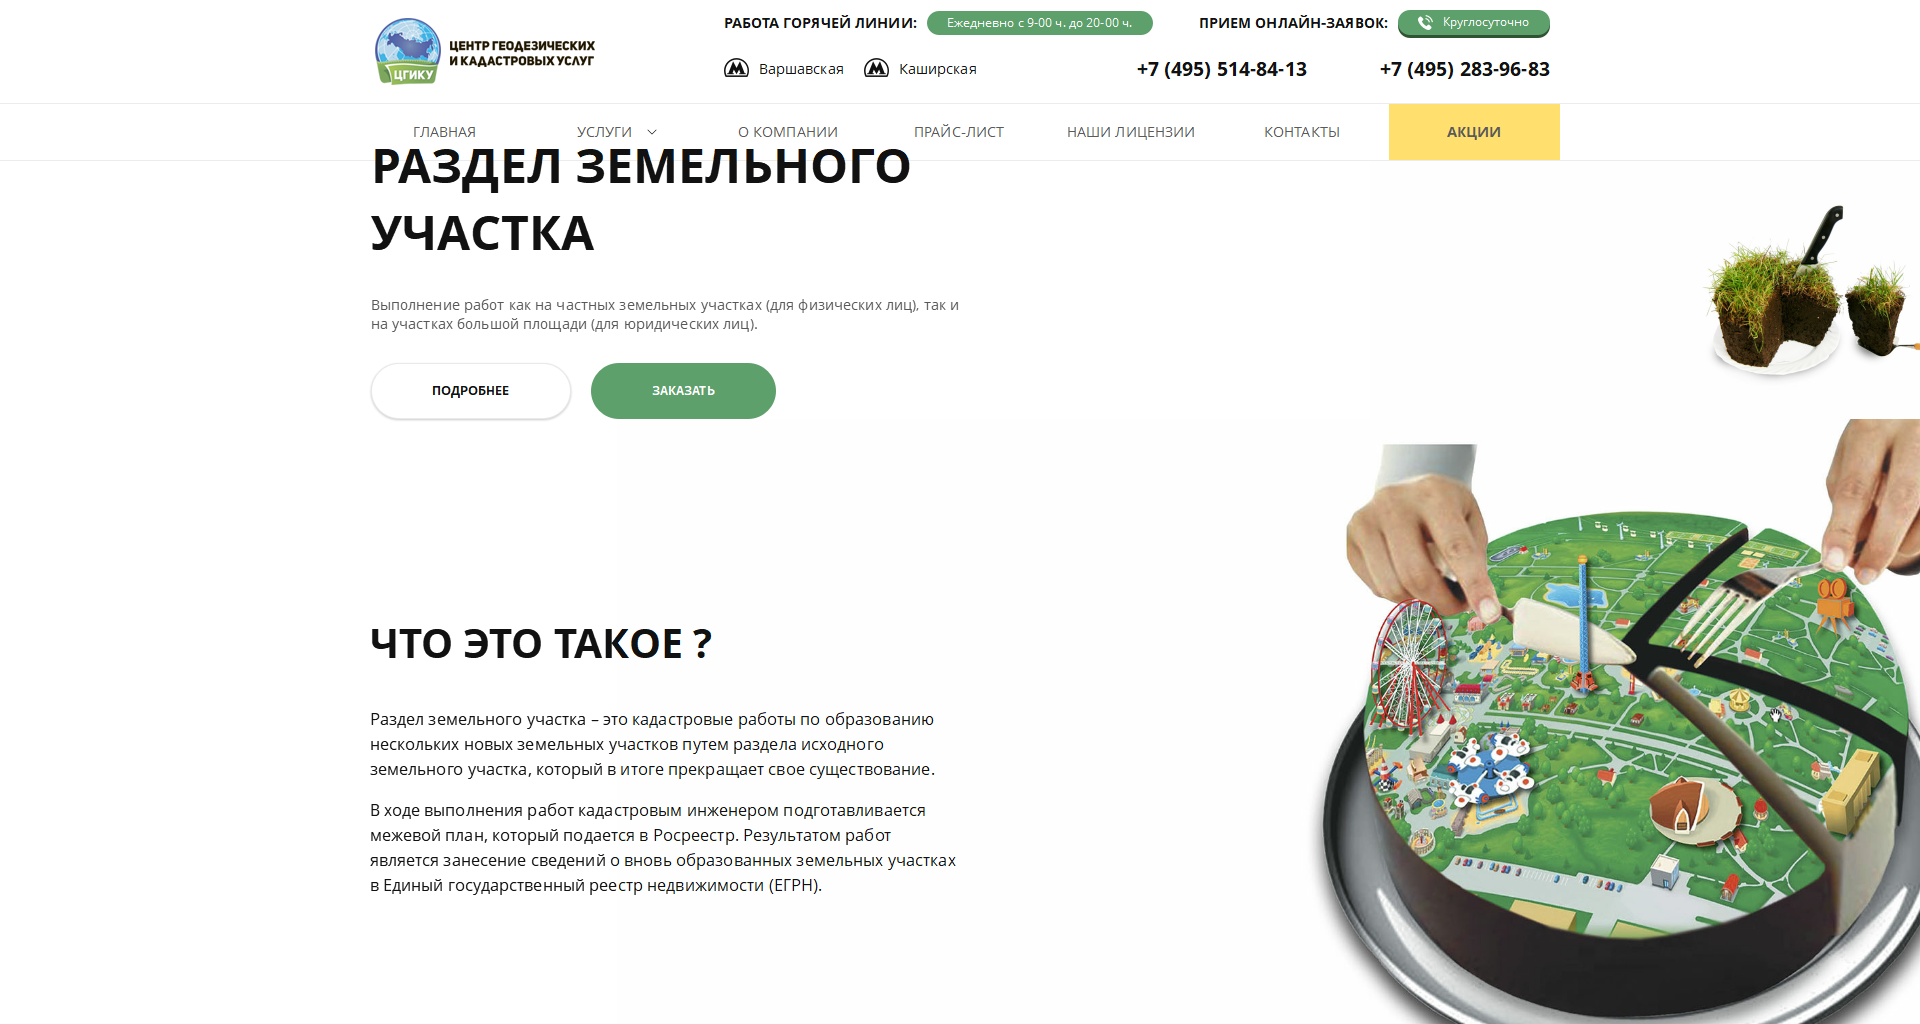 ЦЕНТР ГЕОДЕЗИЧЕСКИХ
И КАДАСТРОВЫХ УСЛУГ
ЦГИКУ
РАБОТА ГОРЯЧЕЙ ЛИНИИ: Ежедневно с 9-00 ч. до 20-00 ч.
ПРИЕМ ОНЛАЙН-ЗАЯВОК: Круглосуточно
Варшавская Каширская
+7 (495) 514-84-13 +7 (495) 283-96-83
ГЛАВНАЯ УСЛУГИ О КОМПАНИИ ПРАЙС-ЛИСТ НАШИ ЛИЦЕНЗИИ КОНТАКТЫ АКЦИИ
РАЗДЕЛ ЗЕМЕЛЬНОГО
УЧАСТКА
Выполнение работ как на частных земельных участках (для физических лиц), так и
на участках большой площади (для юридических лиц).
ПОДРОБНЕЕ ЗАКАЗАТЬ
ЧТО ЭТО ТАКОЕ ?
Раздел земельного участка – это кадастровые работы по образованию
нескольких новых земельных участков путем раздела исходного
земельного участка, который в итоге прекращает свое существование.
В ходе выполнения работ кадастровым инженером подготавливается
межевой план, который подается в Росреестр. Результатом работ
является занесение сведений о вновь образованных земельных участках
в Единый государственный реестр недвижимости (ЕГРН).